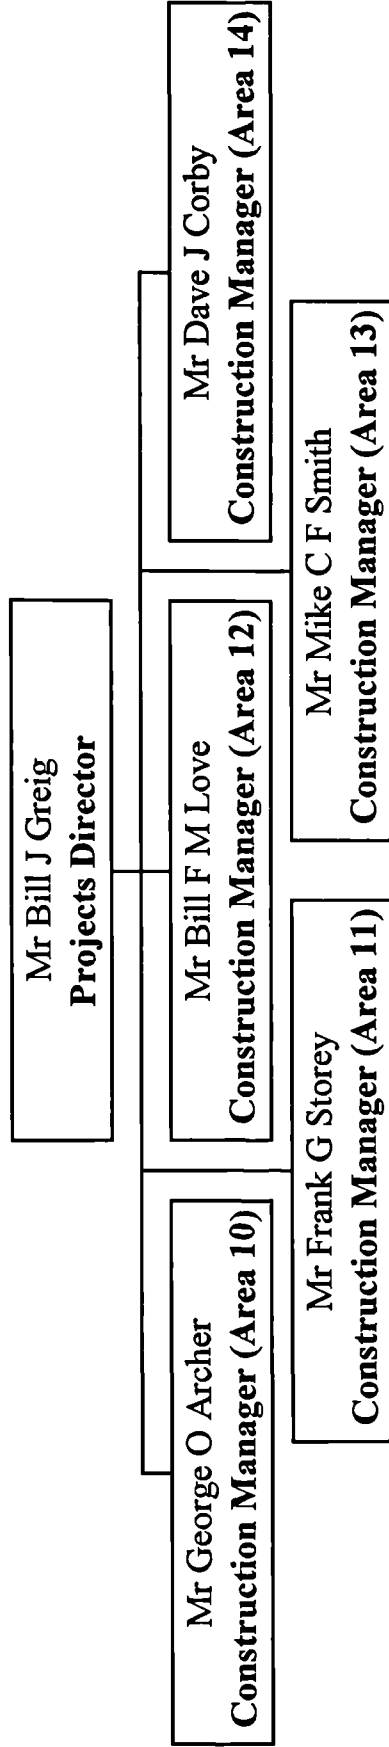 Mr Bill J Greig
Projects Director
Mr George O Archer
Construction Manager (Area 10)
Mr Bill F M Love
Construction Manager (Area 12)
Mr Dave J Corby
Construction Manager (Area 14)
Mr Frank G Storey
Construction Manager (Area 11)
Mr Mike C F Smith
Construction Manager (Area 13)